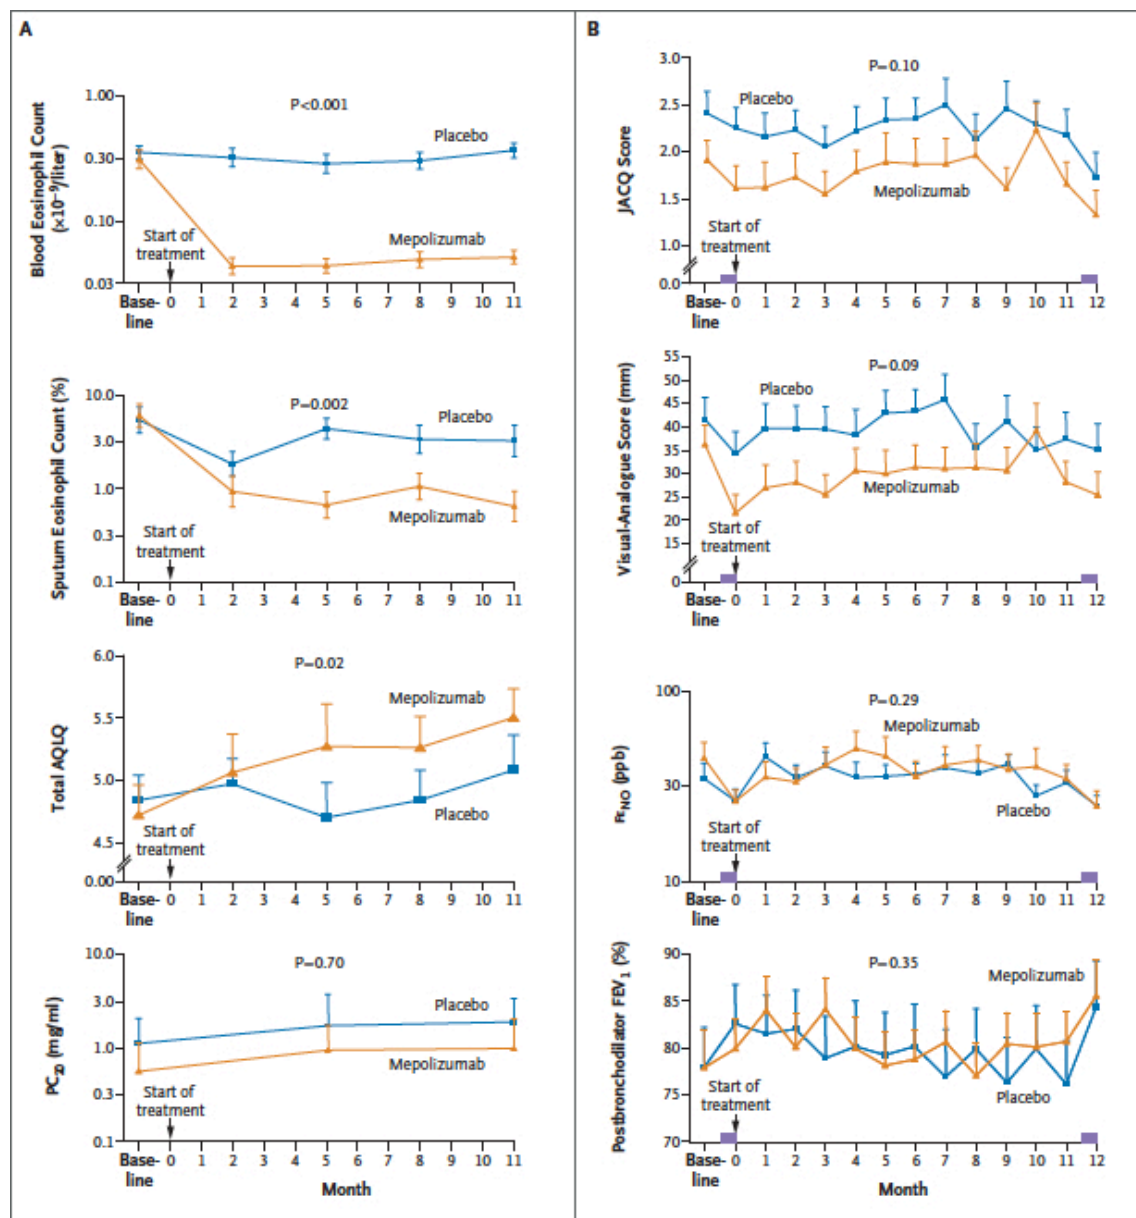 A
Blood Eosinophil Count
(×10⁻⁹/liter)
1.00
0.30
0.10
0.03
P<0.001
Placebo
Mepolizumab
Start of
treatment
Base-
line
0 1 2 3 4 5 6 7 8 9 10 11
Sputum Eosinophil Count (%)
10.0
3.0
1.0
0.3
0.1
P=0.002
Placebo
Mepolizumab
Start of
treatment
Base-
line
0 1 2 3 4 5 6 7 8 9 10 11
Total AQLQ
6.0
5.5
5.0
4.5
0.00
P=0.02
Mepolizumab
Placebo
Start of
treatment
Base-
line
0 1 2 3 4 5 6 7 8 9 10 11
PC20 (mg/ml)
10.0
3.0
1.0
0.3
0.1
P=0.70
Placebo
Mepolizumab
Start of
treatment
Base-
line
0 1 2 3 4 5 6 7 8 9 10 11
Month
B
JACQ Score
3.0
2.5
2.0
1.5
1.0
0.0
P=0.10
Placebo
Mepolizumab
Start of
treatment
Base-
line
0 1 2 3 4 5 6 7 8 9 10 11 12
Visual-Analogue Score (mm)
55
50
45
40
35
30
25
20
15
0
P=0.09
Placebo
Mepolizumab
Start of
treatment
Base-
line
0 1 2 3 4 5 6 7 8 9 10 11 12
FENO (ppb)
100
30
10
P=0.29
Mepolizumab
Placebo
Start of
treatment
Base-
line
0 1 2 3 4 5 6 7 8 9 10 11 12
Postbronchodilator FEV1 (%)
90
85
80
75
70
P=0.35
Mepolizumab
Placebo
Start of
treatment
Base-
line
0 1 2 3 4 5 6 7 8 9 10 11 12
Month